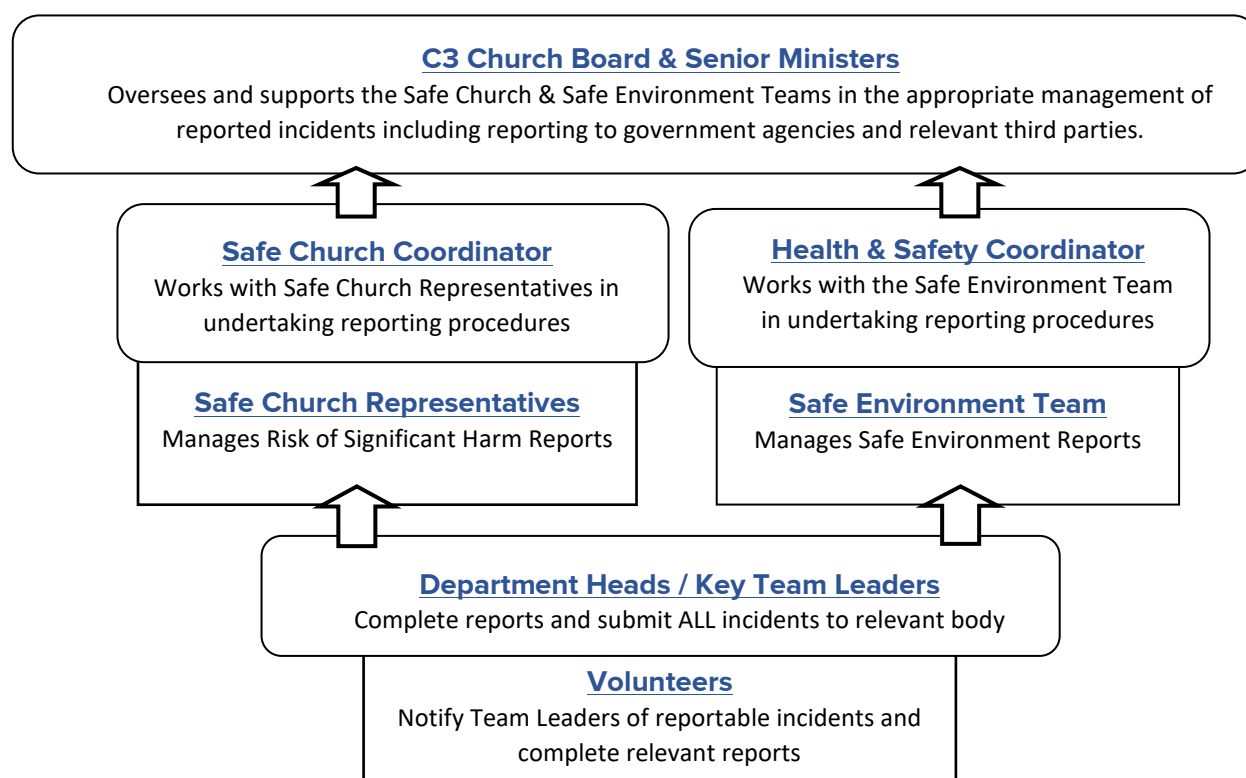 C3 Church Board & Senior Ministers
Oversees and supports the Safe Church & Safe Environment Teams in the appropriate management of
reported incidents including reporting to government agencies and relevant third parties.
Safe Church Coordinator
Works with Safe Church Representatives in
undertaking reporting procedures
Safe Church Representatives
Manages Risk of Significant Harm Reports
Health & Safety Coordinator
Works with the Safe Environment Team
in undertaking reporting procedures
Safe Environment Team
Manages Safe Environment Reports
Department Heads / Key Team Leaders
Complete reports and submit ALL incidents to relevant body
Volunteers
Notify Team Leaders of reportable incidents and
complete relevant reports